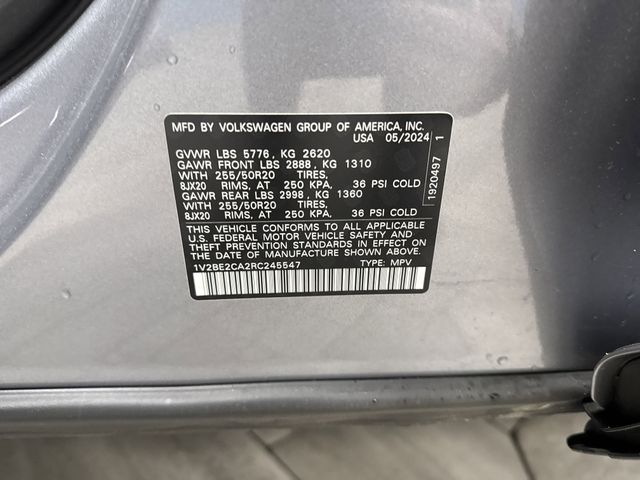 MFD BY VOLKSWAGEN GROUP OF AMERICA, INC.
USA 05/2024
GVWR LBS 5776, KG 2620
GAWR FRONT LBS 2888, KG 1310
WITH 255/50R20 TIRES,
8JX20 RIMS, AT 250 KPA, 36 PSI COLD
GAWR REAR LBS 2998, KG 1360
WITH 255/50R20 TIRES,
8JX20 RIMS, AT 250 KPA, 36 PSI COLD
THIS VEHICLE CONFORMS TO ALL APPLICABLE
U.S. FEDERAL MOTOR VEHICLE SAFETY AND
THEFT PREVENTION STANDARDS IN EFFECT ON
THE DATE OF MANUFACTURE SHOWN ABOVE.
1V2BE2CA2RC245547 TYPE: MPV
1920497 1